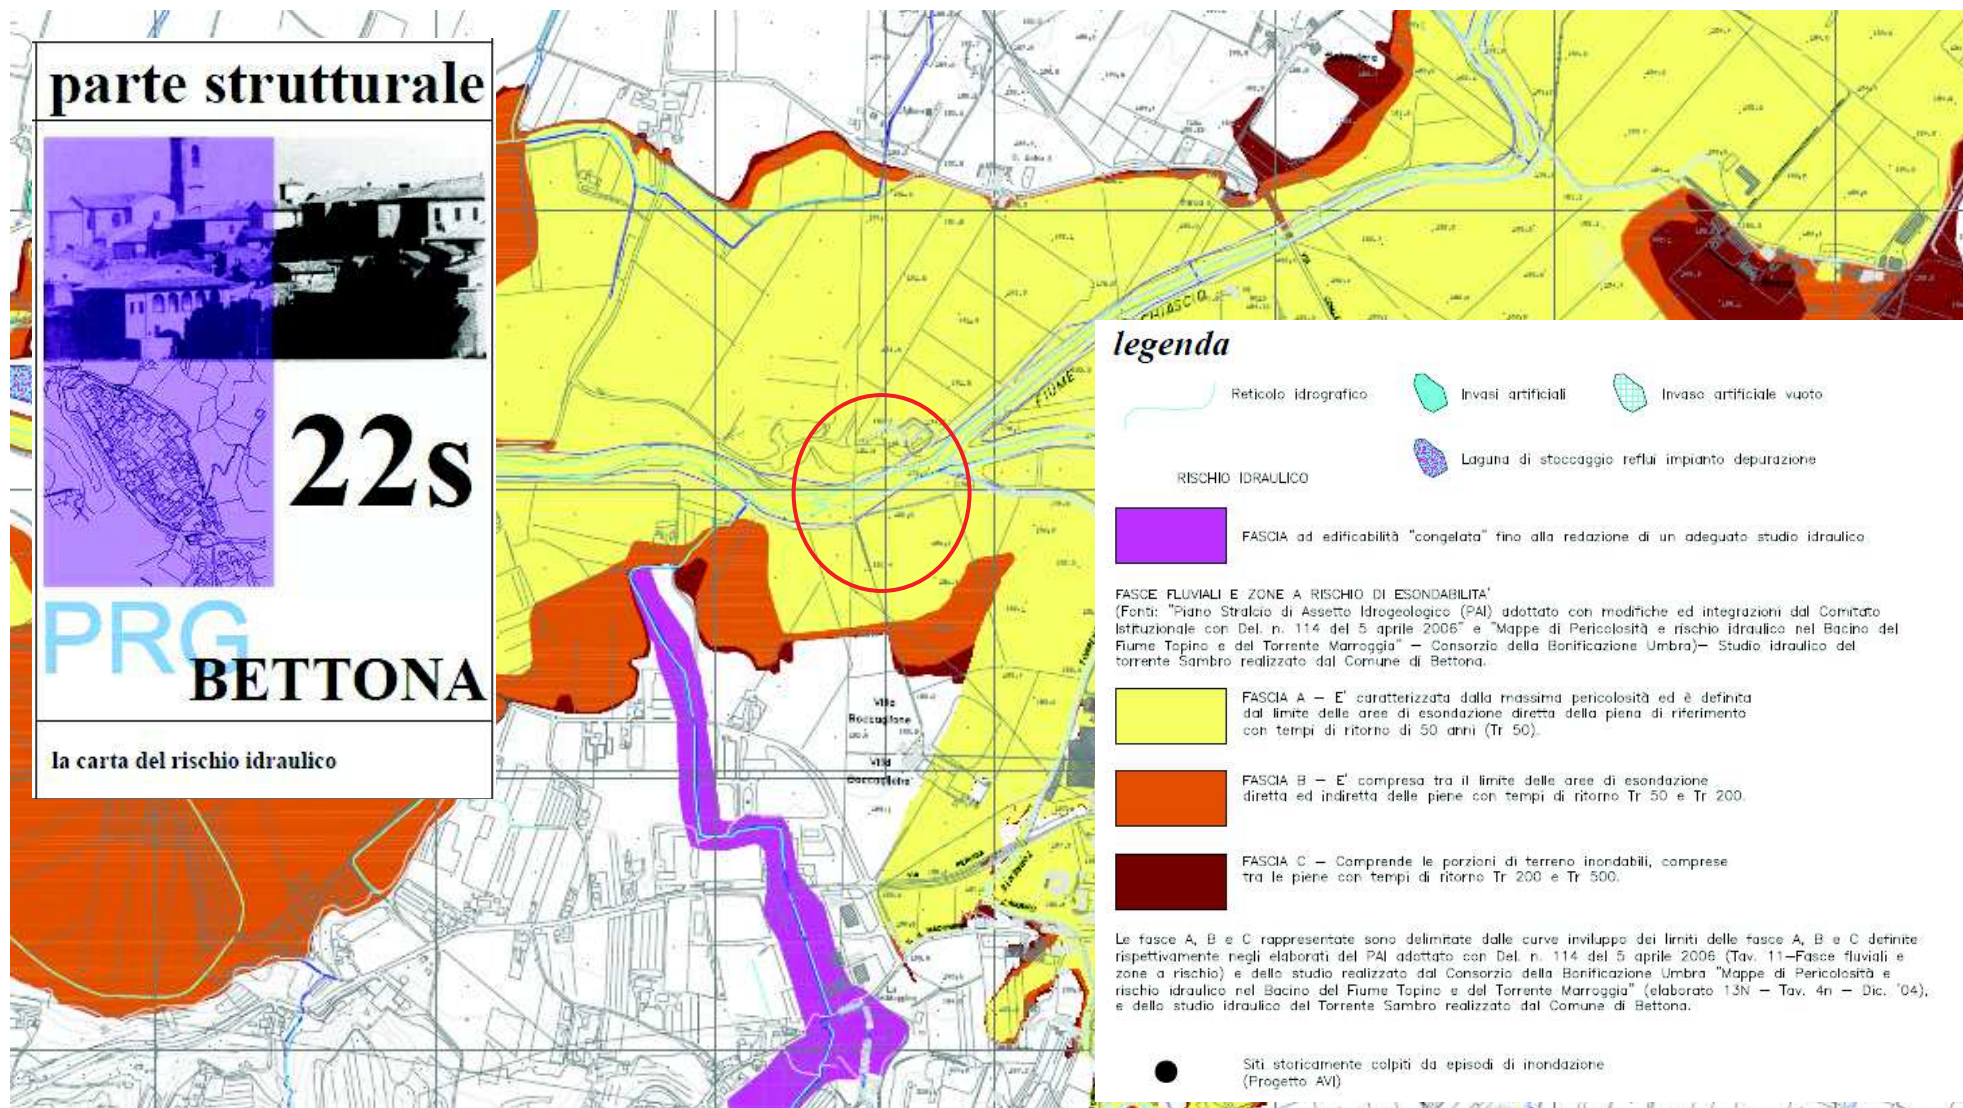 parte strutturale
22s
PRG
BETTONA
la carta del rischio idraulico
CHIASCIO
FIUME
Villa
Boccaglione
Villa
Boccaglione
legenda
Reticolo idrografico
Invasi artificiali
Invaso artificiale vuoto
Laguna di stoccaggio reflui impianto depurazione
RISCHIO IDRAULICO
FASCIA ad edificabilità "congelata" fino alla redazione di un adeguato studio idraulico
FASCE FLUVIALI E ZONE A RISCHIO DI ESONDABILITA'
(Fonti: "Piano Stralcio di Assetto Idrogeologico (PAI) adottato con modifiche ed integrazioni dal Comitato
Istituzionale con Del. n. 114 del 5 aprile 2006" e "Mappe di Pericolosità e rischio idraulico nel Bacino del
Fiume Topino e del Torrente Marroggia" – Consorzio della Bonificazione Umbra)– Studio idraulico del
torrente Sambro realizzato dal Comune di Bettona.
FASCIA A – E' caratterizzata dalla massima pericolosità ed è definita
dal limite delle aree di esondazione diretta della piena di riferimento
con tempi di ritorno di 50 anni (Tr 50).
FASCIA B – E' compresa tra il limite delle aree di esondazione
diretta ed indiretta delle piene con tempi di ritorno Tr 50 e Tr 200.
FASCIA C – Comprende le porzioni di terreno inondabili, comprese
tra le piene con tempi di ritorno Tr 200 e Tr 500.
Le fasce A, B e C rappresentate sono delimitate dalle curve inviluppo dei limiti delle fasce A, B e C definite
rispettivamente negli elaborati del PAI adottato con Del. n. 114 del 5 aprile 2006 (Tav. 11–Fasce fluviali e
zone a rischio) e dello studio realizzato dal Consorzio della Bonificazione Umbra "Mappe di Pericolosità e
rischio idraulico nel Bacino del Fiume Topino e del Torrente Marroggia" (elaborato 13N – Tav. 4n – Dic. '04),
e dello studio idraulico del Torrente Sambro realizzato dal Comune di Bettona.
Siti storicamente colpiti da episodi di inondazione
(Progetto AVI)